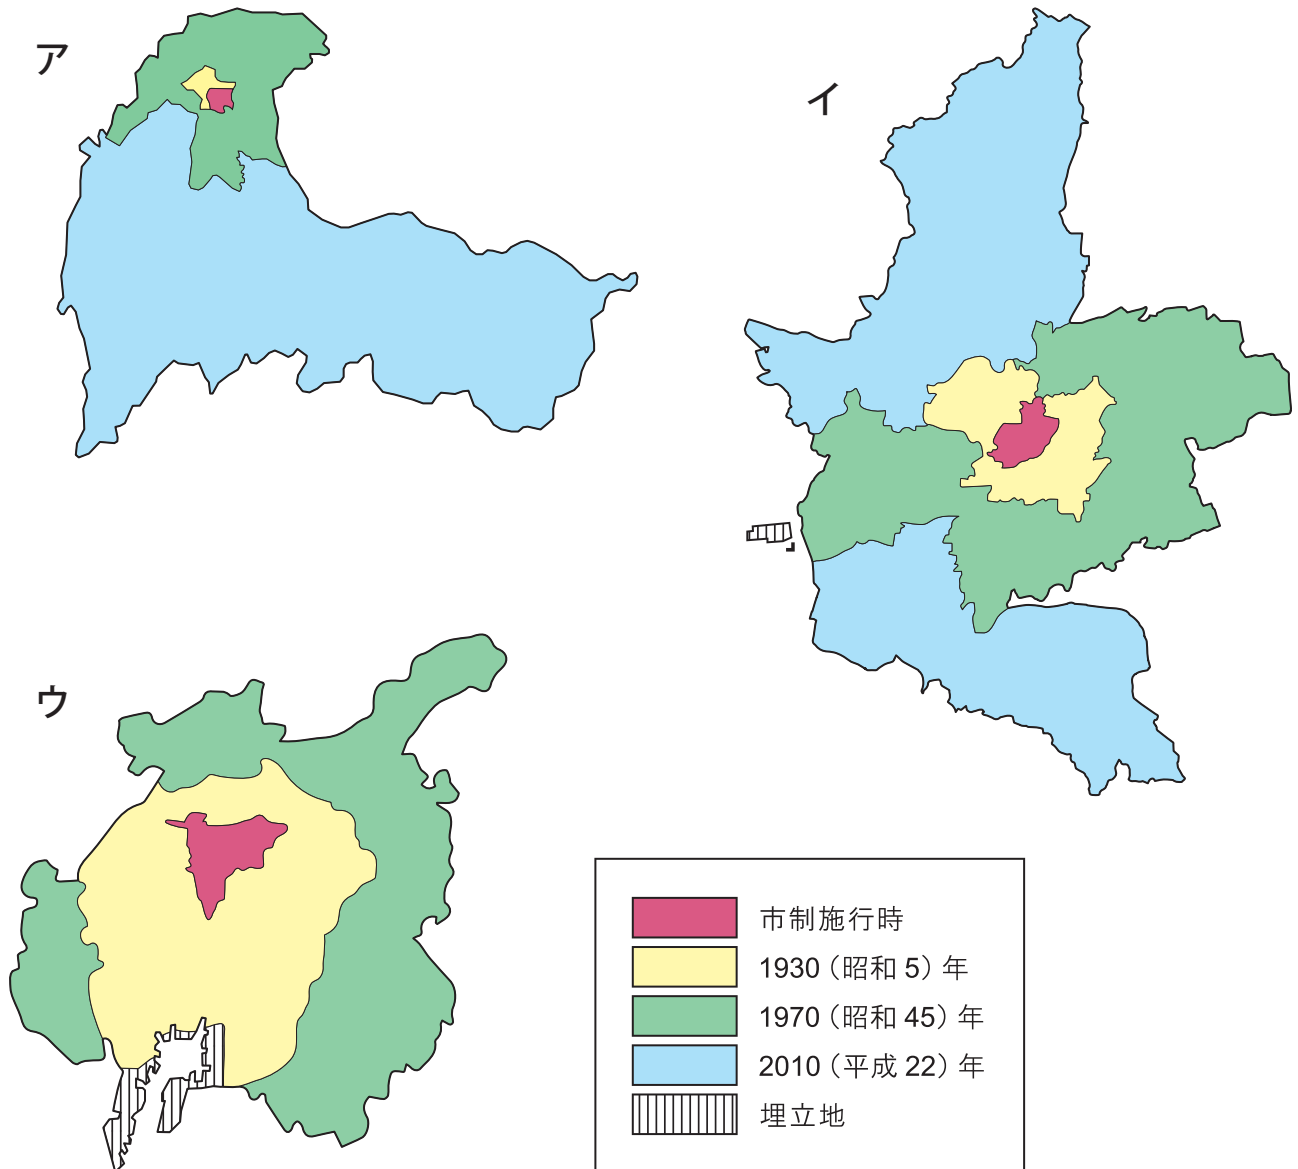 ア
イ
ウ
市制施行時
1930（昭和 5）年
1970（昭和 45）年
2010（平成 22）年
埋立地